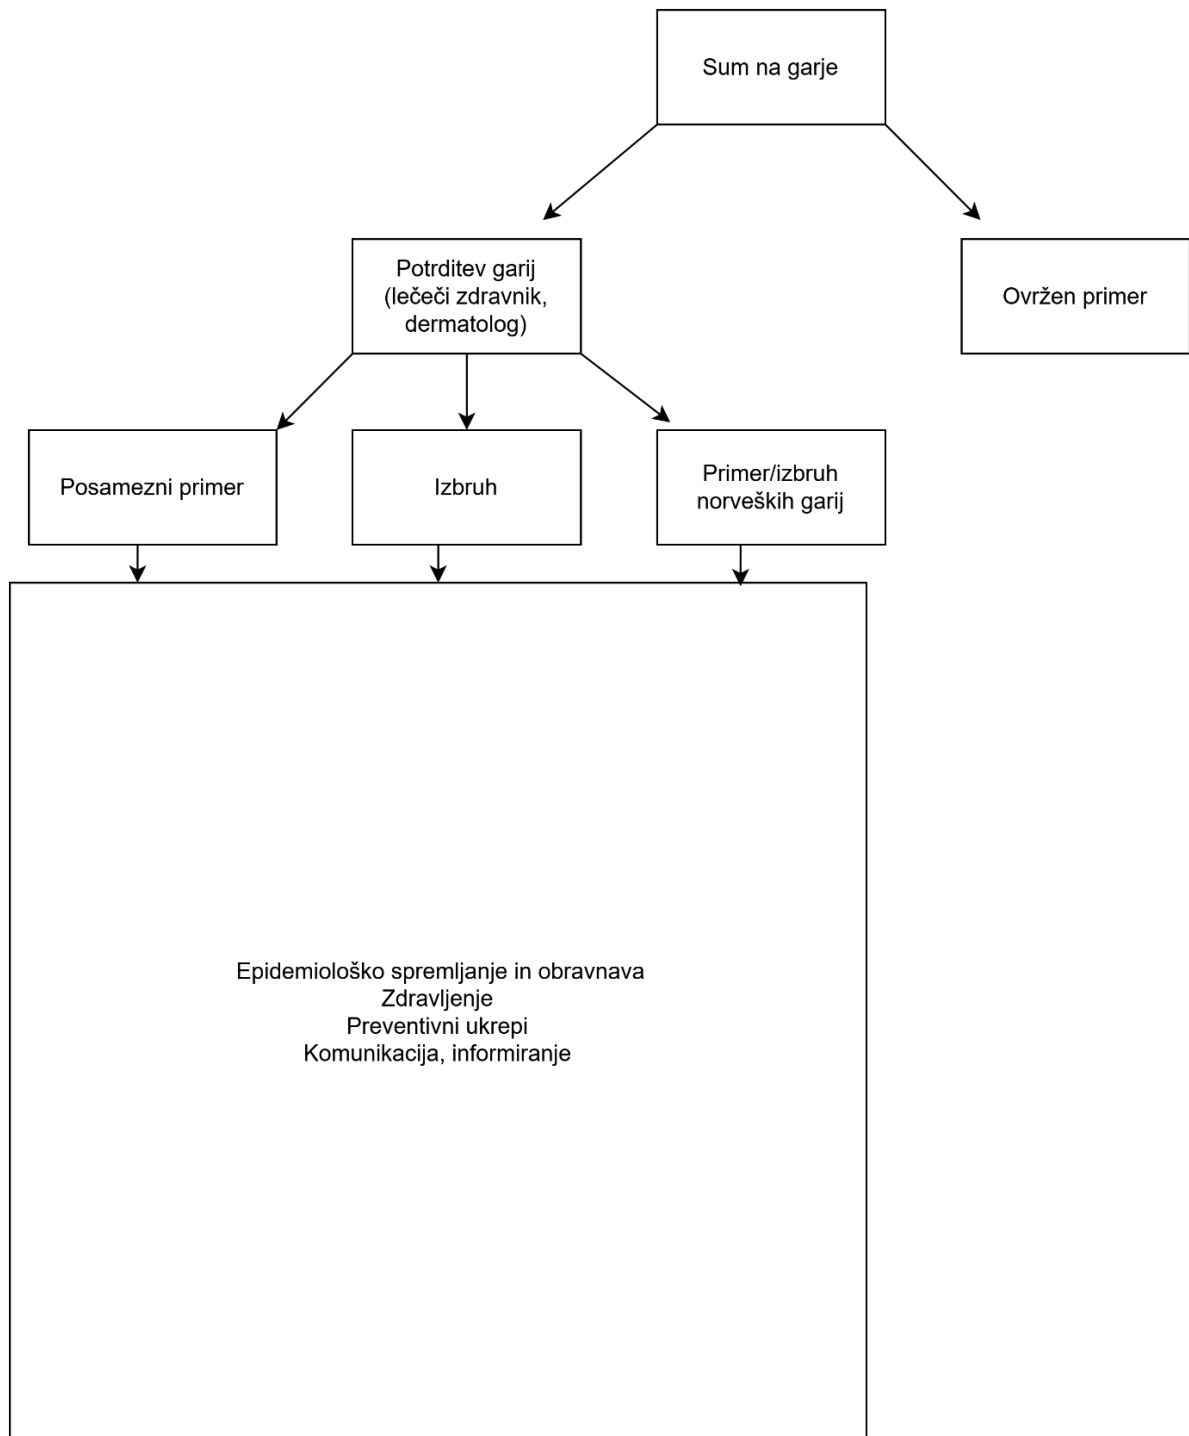 Sum na garje
Potrditev garij
(lečeči zdravnik,
dermatolog)
Ovržen primer
Posamezni primer
Izbruh
Primer/izbruh
norveških garij
Epidemiološko spremljanje in obravnava
Zdravljenje
Preventivni ukrepi
Komunikacija, informiranje